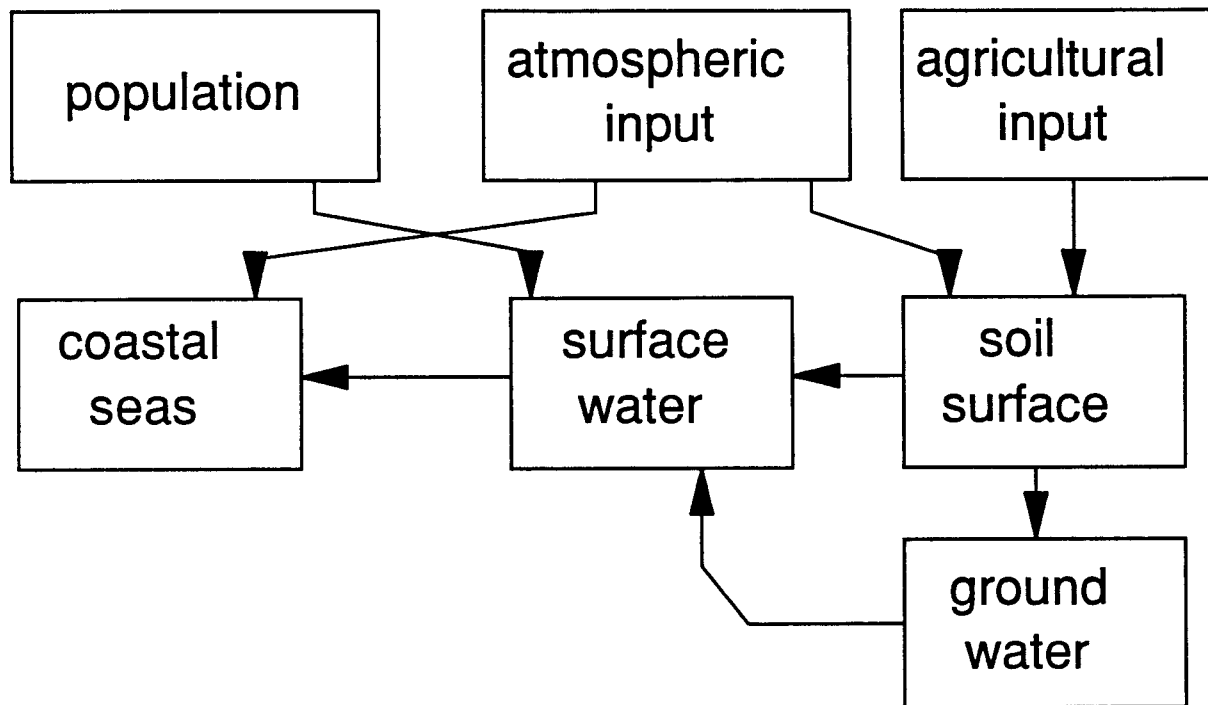 population
atmospheric
input
agricultural
input
coastal
seas
surface
water
soil
surface
ground
water